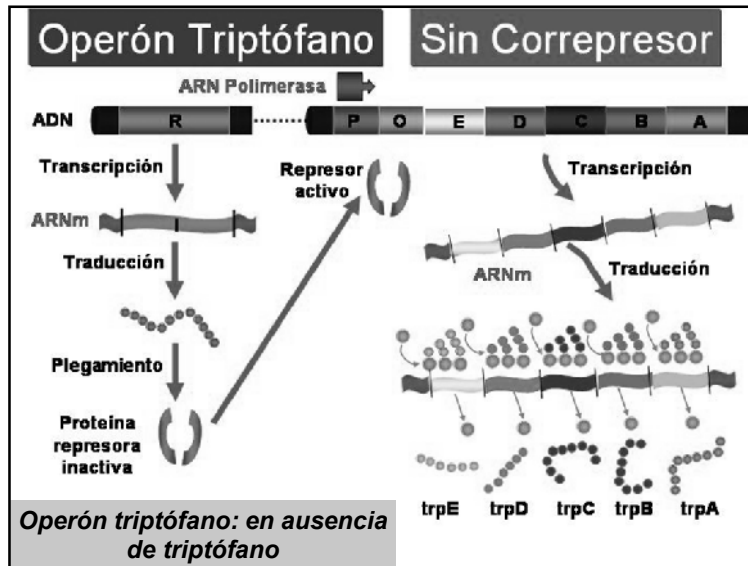 Operón Triptófano
Sin Correpresor
ARN Polimerasa
ADN
R
P O E D C B A
Transcripción
Represor
activo
Transcripción
ARNm
ARNm
Traducción
Traducción
Plegamiento
Proteína
represora
inactiva
trpE trpD trpC trpB trpA
Operón triptófano: en ausencia
de triptófano